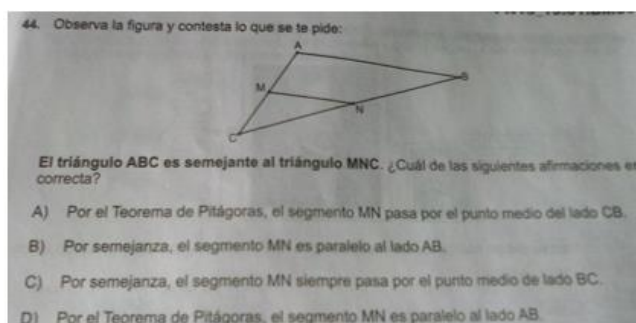 44. Observa la figura y contesta lo que se te pide:
A
B
M
N
C
El triángulo ABC es semejante al triángulo MNC. ¿Cuál de las siguientes afirmaciones
correcta?
A) Por el Teorema de Pitágoras, el segmento MN pasa por el punto medio del lado CB.
B) Por semejanza, el segmento MN es paralelo al lado AB.
C) Por semejanza, el segmento MN siempre pasa por el punto medio de lado BC.
D) Por el Teorema de Pitágoras, el segmento MN es paralelo al lado AB.